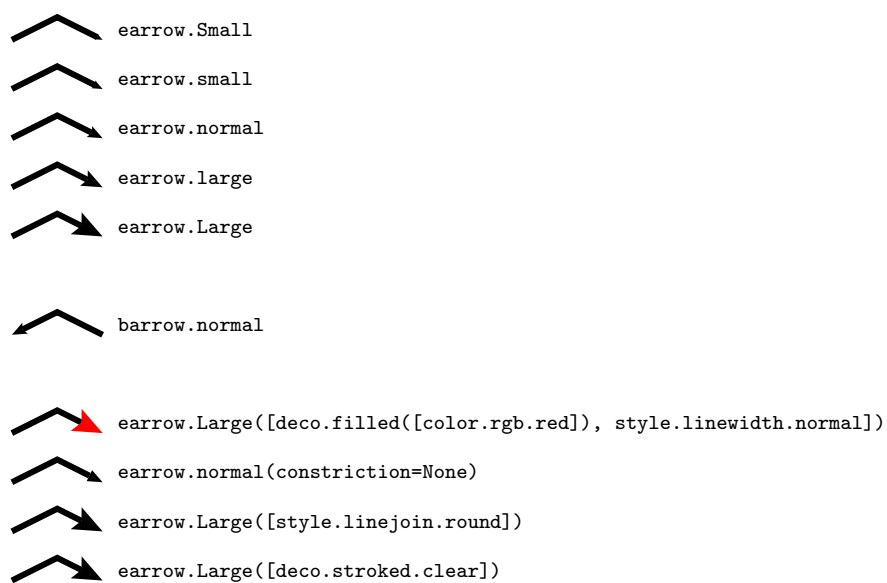 earrow.Small
earrow.small
earrow.normal
earrow.large
earrow.Large
barrow.normal
earrow.Large([deco.filled([color.rgb.red]), style.linewidth.normal])
earrow.normal(constriction=None)
earrow.Large([style.linejoin.round])
earrow.Large([deco.stroked.clear])